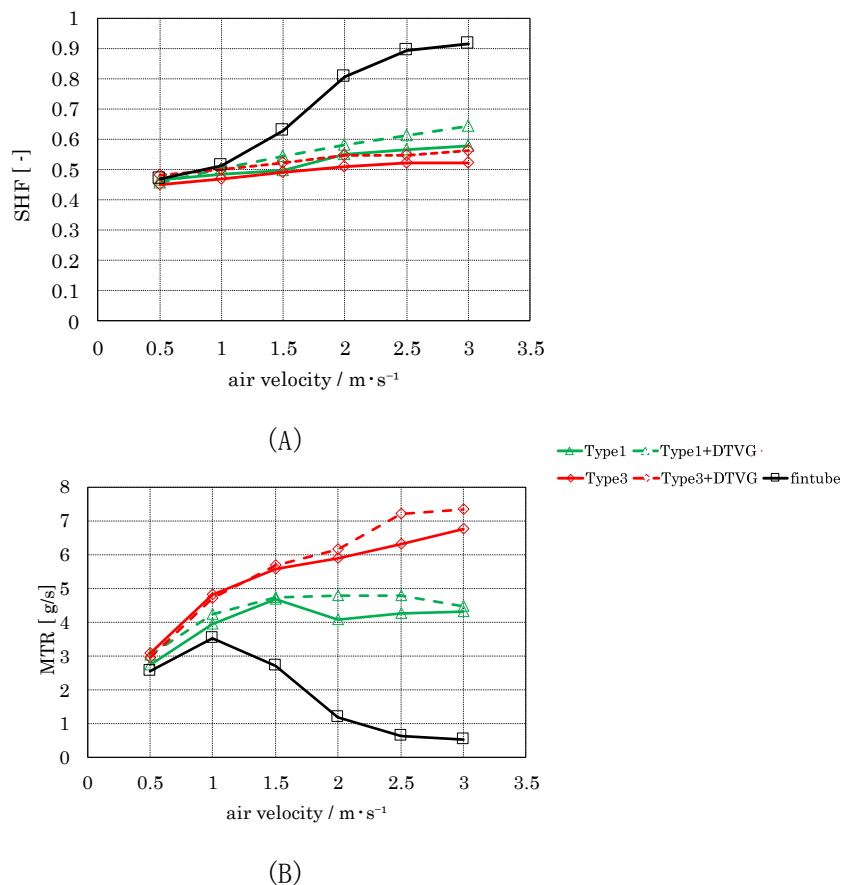 1
0.9
0.8
0.7
0.6
0.5
0.4
0.3
0.2
0.1
0
SHF [ - ]
0 0.5 1 1.5 2 2.5 3 3.5
air velocity / m・s⁻¹
(A)
Type1 Type1+DTVG
Type3 Type3+DTVG fintube
8
7
6
5
4
3
2
1
0
MTR [ g/s]
0 0.5 1 1.5 2 2.5 3 3.5
air velocity / m・s⁻¹
(B)